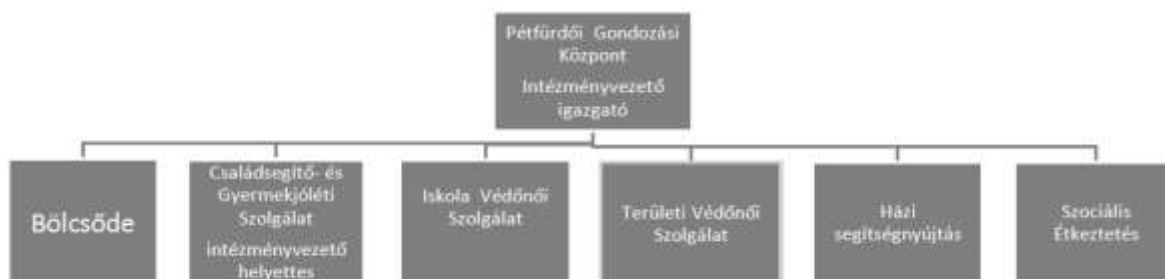 Pétfürdői Gondozási
Központ
Intézményvezető
igazgató
Bölcsőde
Családsegítő- és
Gyermekjóléti
Szolgálat
intézményvezető
helyettes
Iskola Védőnői
Szolgálat
Területi Védőnői
Szolgálat
Házi
segítségnyújtás
Szociális
Étkeztetés